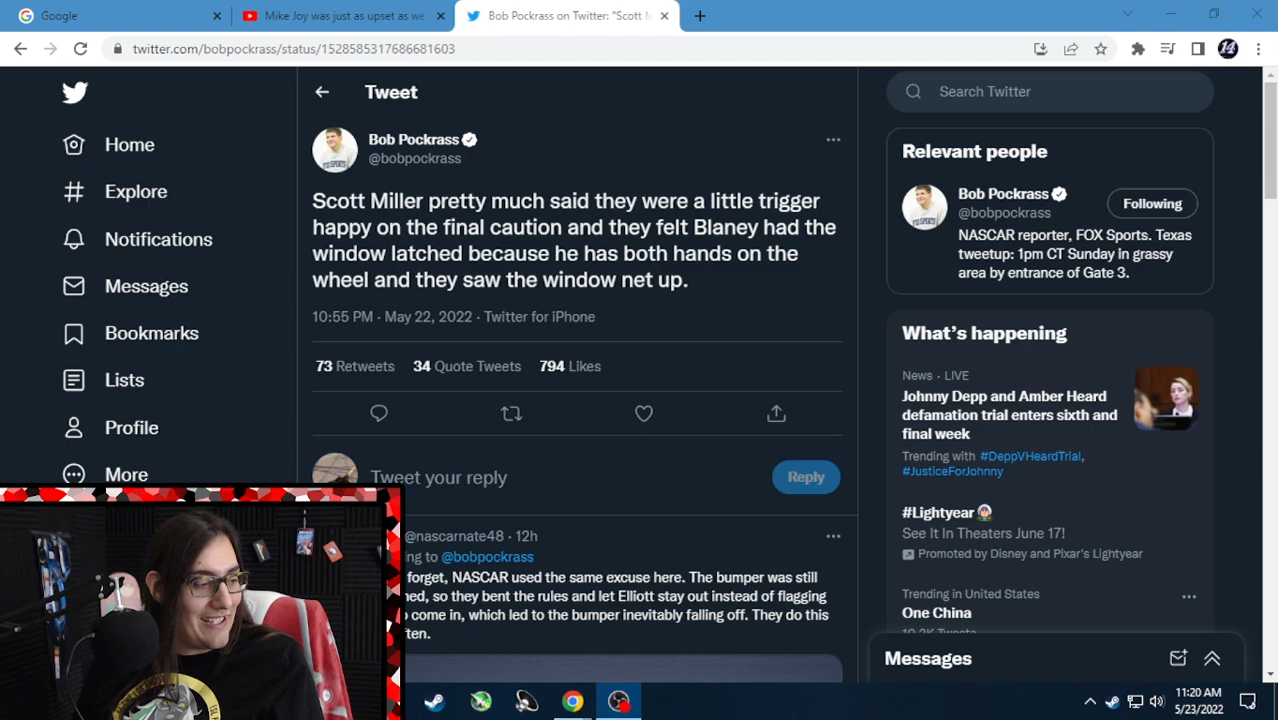 Google
Mike Joy was just as upset as we
Bob Pockrass on Twitter: "Scott M
twitter.com/bobpockrass/status/1528585317686681603
14
Home
Explore
Notifications
Messages
Bookmarks
Lists
Profile
More
Tweet
Bob Pockrass
@bobpockrass
Scott Miller pretty much said they were a little trigger
happy on the final caution and they felt Blaney had the
window latched because he has both hands on the
wheel and they saw the window net up.
10:55 PM · May 22, 2022 · Twitter for iPhone
73 Retweets 34 Quote Tweets 794 Likes
Tweet your reply
Reply
@nascarnate48 · 12h
@bobpockrass
forget, NASCAR used the same excuse here. The bumper was still
so they bent the rules and let Elliott stay out instead of flagging
come in, which led to the bumper inevitably falling off. They do this
Search Twitter
Relevant people
Bob Pockrass
@bobpockrass
Following
NASCAR reporter, FOX Sports. Texas
tweetup: 1pm CT Sunday in grassy
area by entrance of Gate 3.
What's happening
News · LIVE
Johnny Depp and Amber Heard
defamation trial enters sixth and
final week
Trending with #DeppVHeardTrial,
#JusticeForJohnny
#Lightyear
See It In Theaters June 17!
Promoted by Disney and Pixar's Lightyear
Trending in United States
One China
Messages
11:20 AM
5/23/2022